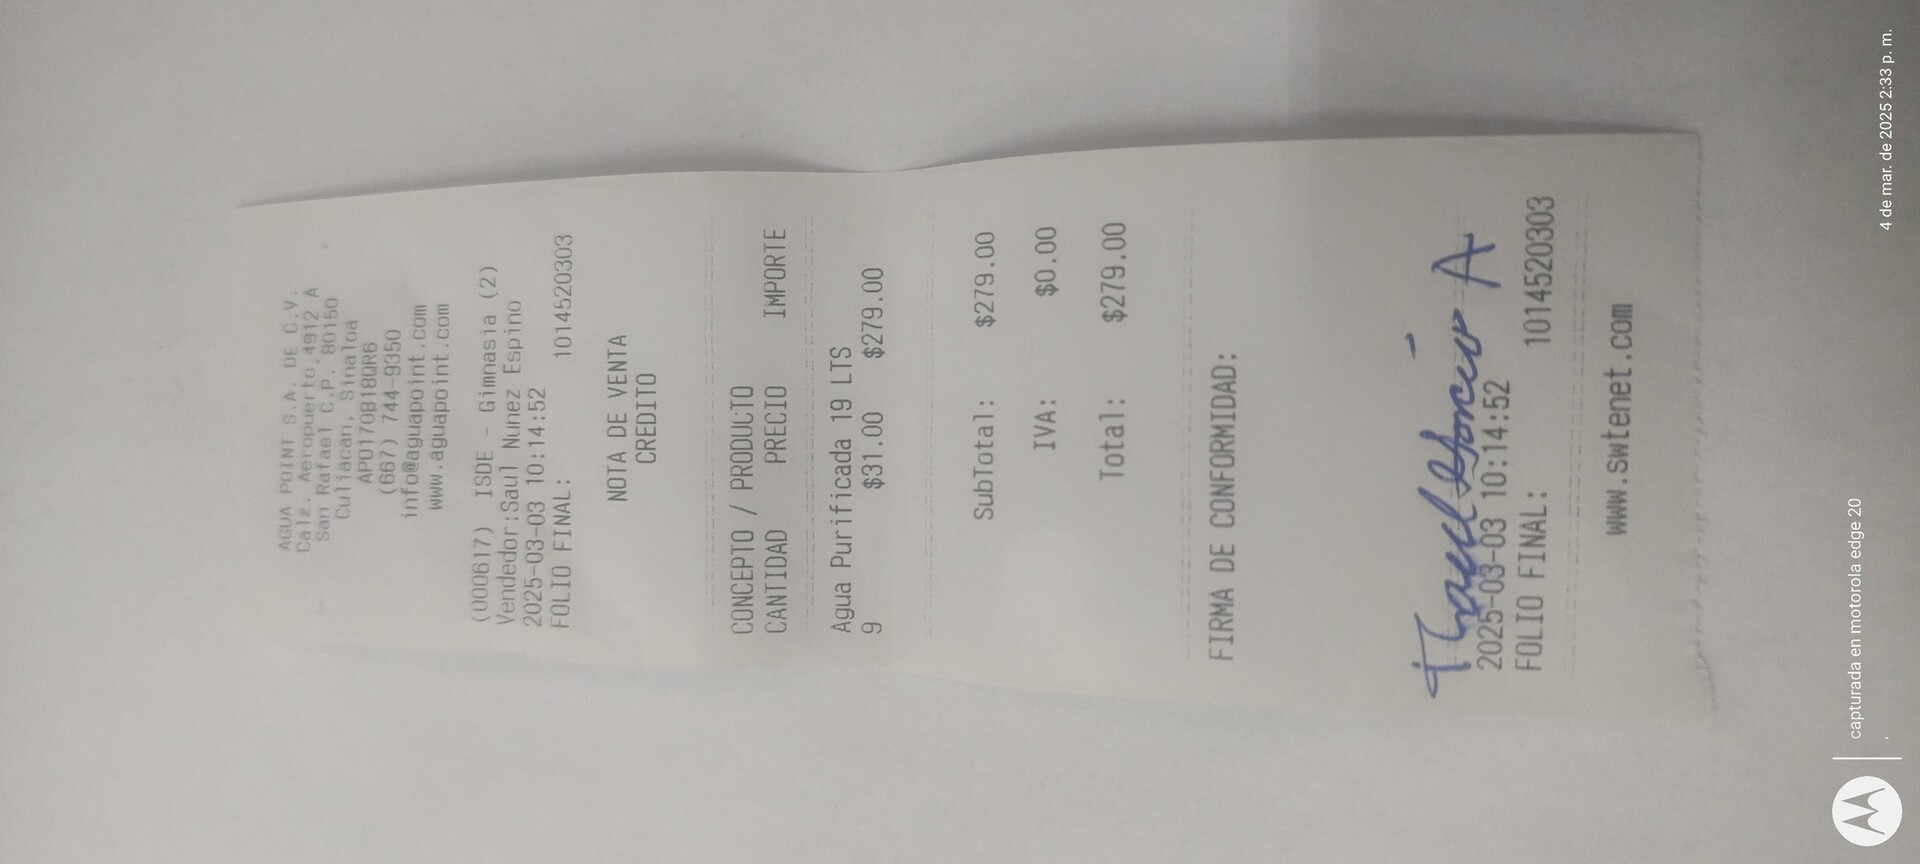 AGUA POINT S.A. DE C.V.
Calz. Aeropuerto,4912 A
San Rafael C.P. 80150
Culiacán, Sinaloa
APO170818QR6
(667) 744-9350
info@aguapoint.com
www.aguapoint.com
(000617) ISDE - Gimnasia (2)
Vendedor:Saul Nunez Espino
2025-03-03 10:14:52
FOLIO FINAL: 1014520303
NOTA DE VENTA
CREDITO
CONCEPTO / PRODUCTO
CANTIDAD PRECIO IMPORTE
Agua Purificada 19 LTS
9 $31.00 $279.00
SubTotal: $279.00
IVA: $0.00
Total: $279.00
FIRMA DE CONFORMIDAD:
A
2025-03-03 10:14:52
FOLIO FINAL: 1014520303
www.swtenet.com
capturada en motorola edge 20
4 de mar. de 2025 2:33 p. m.